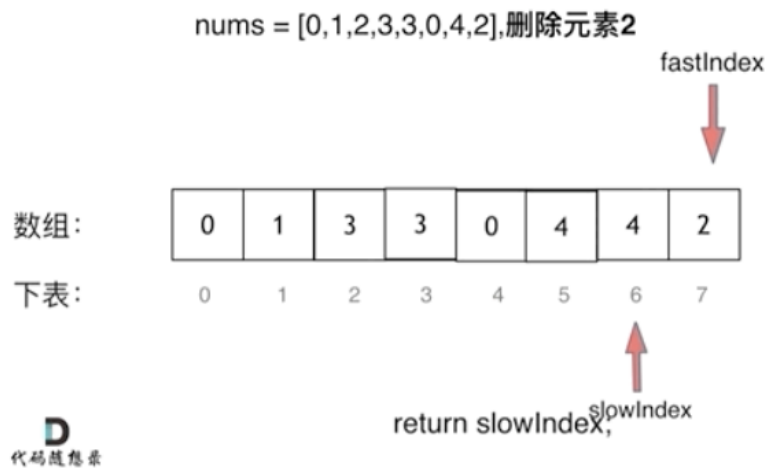 nums = [0,1,2,3,3,0,4,2],删除元素2
fastIndex
数组: 0 1 3 3 0 4 4 2
下表: 0 1 2 3 4 5 6 7
slowIndex
return slowIndex;
代码随想录